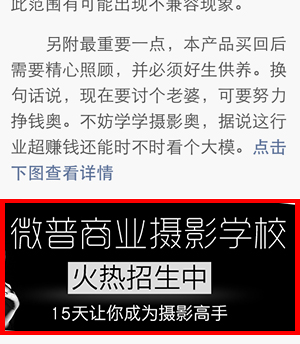 此范围有可能出现不兼容现象。
另附最重要一点，本产品买回后
需要精心照顾，并必须好生供养。换
句话说，现在要讨个老婆，可要努力
挣钱奥。不妨学学摄影奥，据说这行
业超赚钱还能时不时看个大模。点击
下图查看详情
微普商业摄影学校
火热招生中
15天让你成为摄影高手